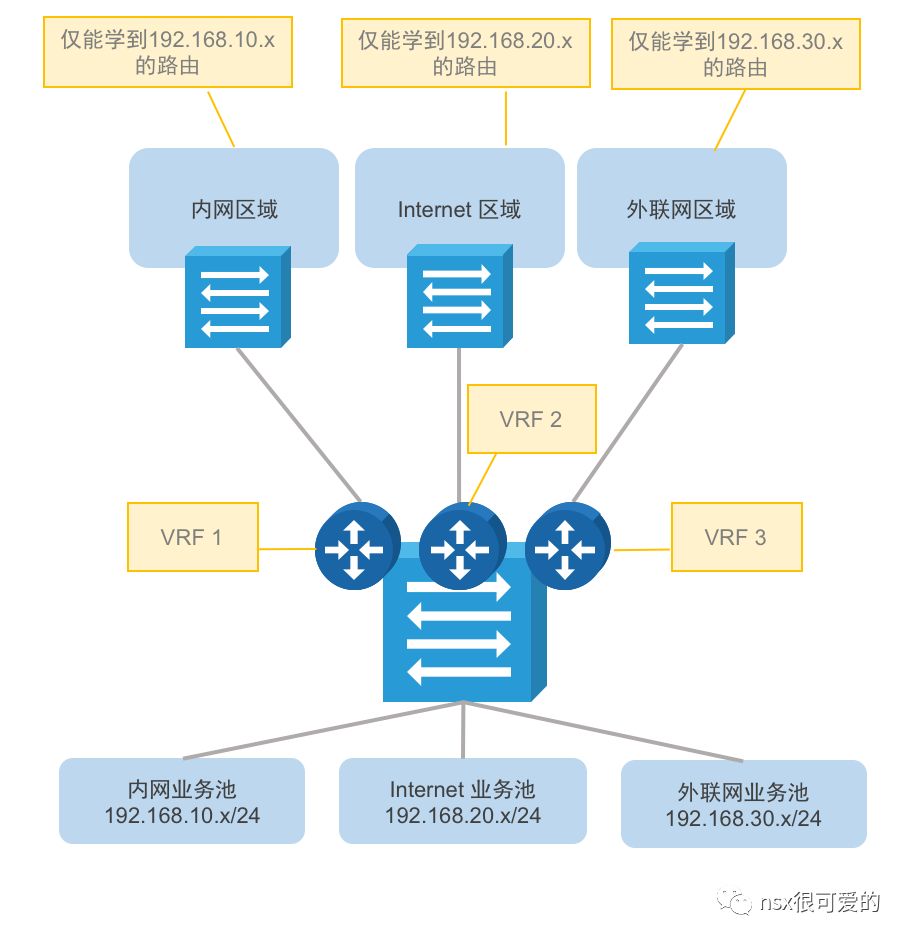 仅能学到192.168.10.x
的路由
仅能学到192.168.20.x
的路由
仅能学到192.168.30.x
的路由
内网区域
Internet 区域
外联网区域
VRF 2
VRF 1
VRF 3
内网业务池
192.168.10.x/24
Internet 业务池
192.168.20.x/24
外联网业务池
192.168.30.x/24
nsx很可爱的